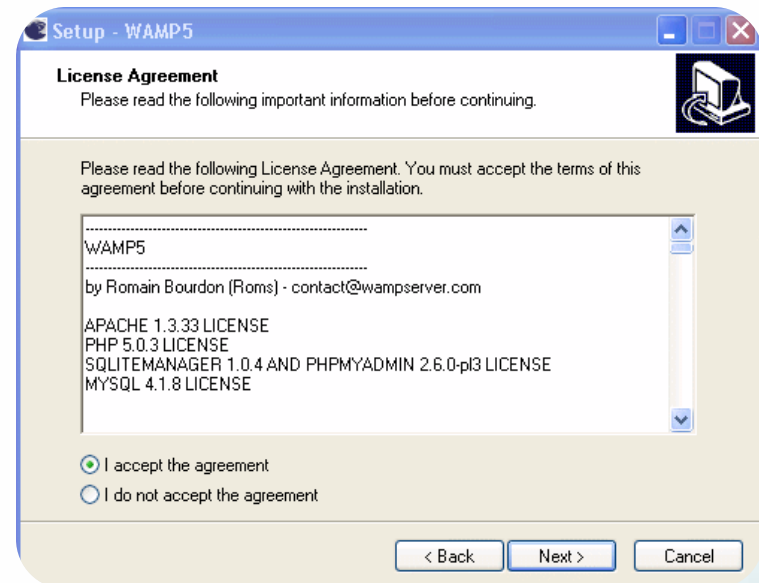 Setup - WAMP5
License Agreement
Please read the following important information before continuing.
Please read the following License Agreement. You must accept the terms of this
agreement before continuing with the installation.
---------------------------------------------------------------
WAMP5
---------------------------------------------------------------
by Romain Bourdon (Roms) - contact@wampserver.com
APACHE 1.3.33 LICENSE
PHP 5.0.3 LICENSE
SQLITEMANAGER 1.0.4 AND PHPMYADMIN 2.6.0-pl3 LICENSE
MYSQL 4.1.8 LICENSE
I accept the agreement
I do not accept the agreement
< Back Next > Cancel